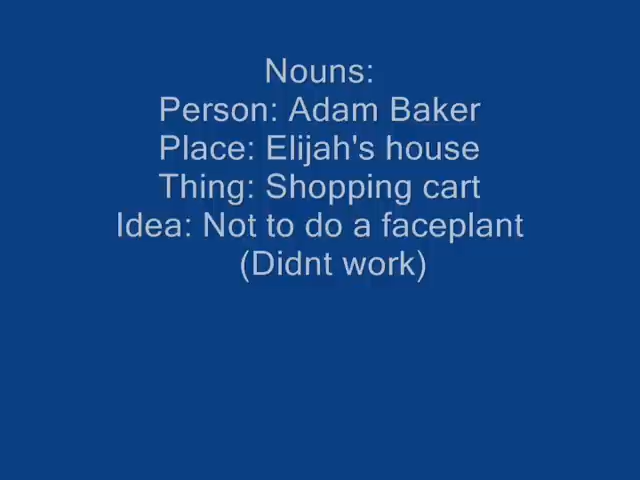 Nouns:
Person: Adam Baker
Place: Elijah's house
Thing: Shopping cart
Idea: Not to do a faceplant
(Didnt work)